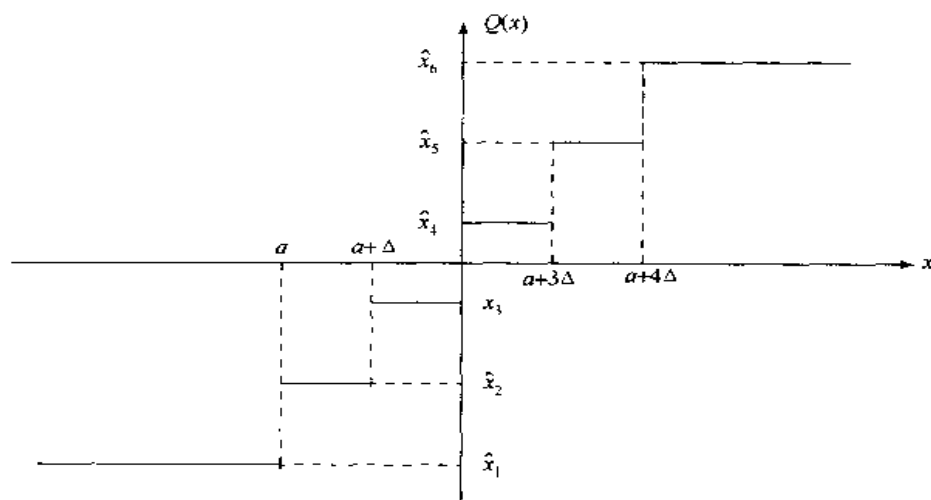 Q(x)
x̂₆
x̂₅
x̂₄
a a+Δ
x
a+3Δ a+4Δ
x₃
x̂₂
x̂₁